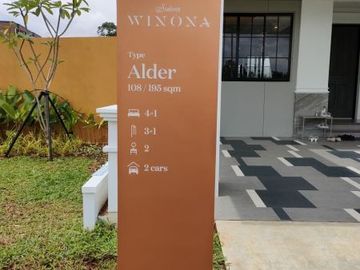 WINONA
Type
Alder
108 / 195 sqm
4+1
3+1
2
2 cars